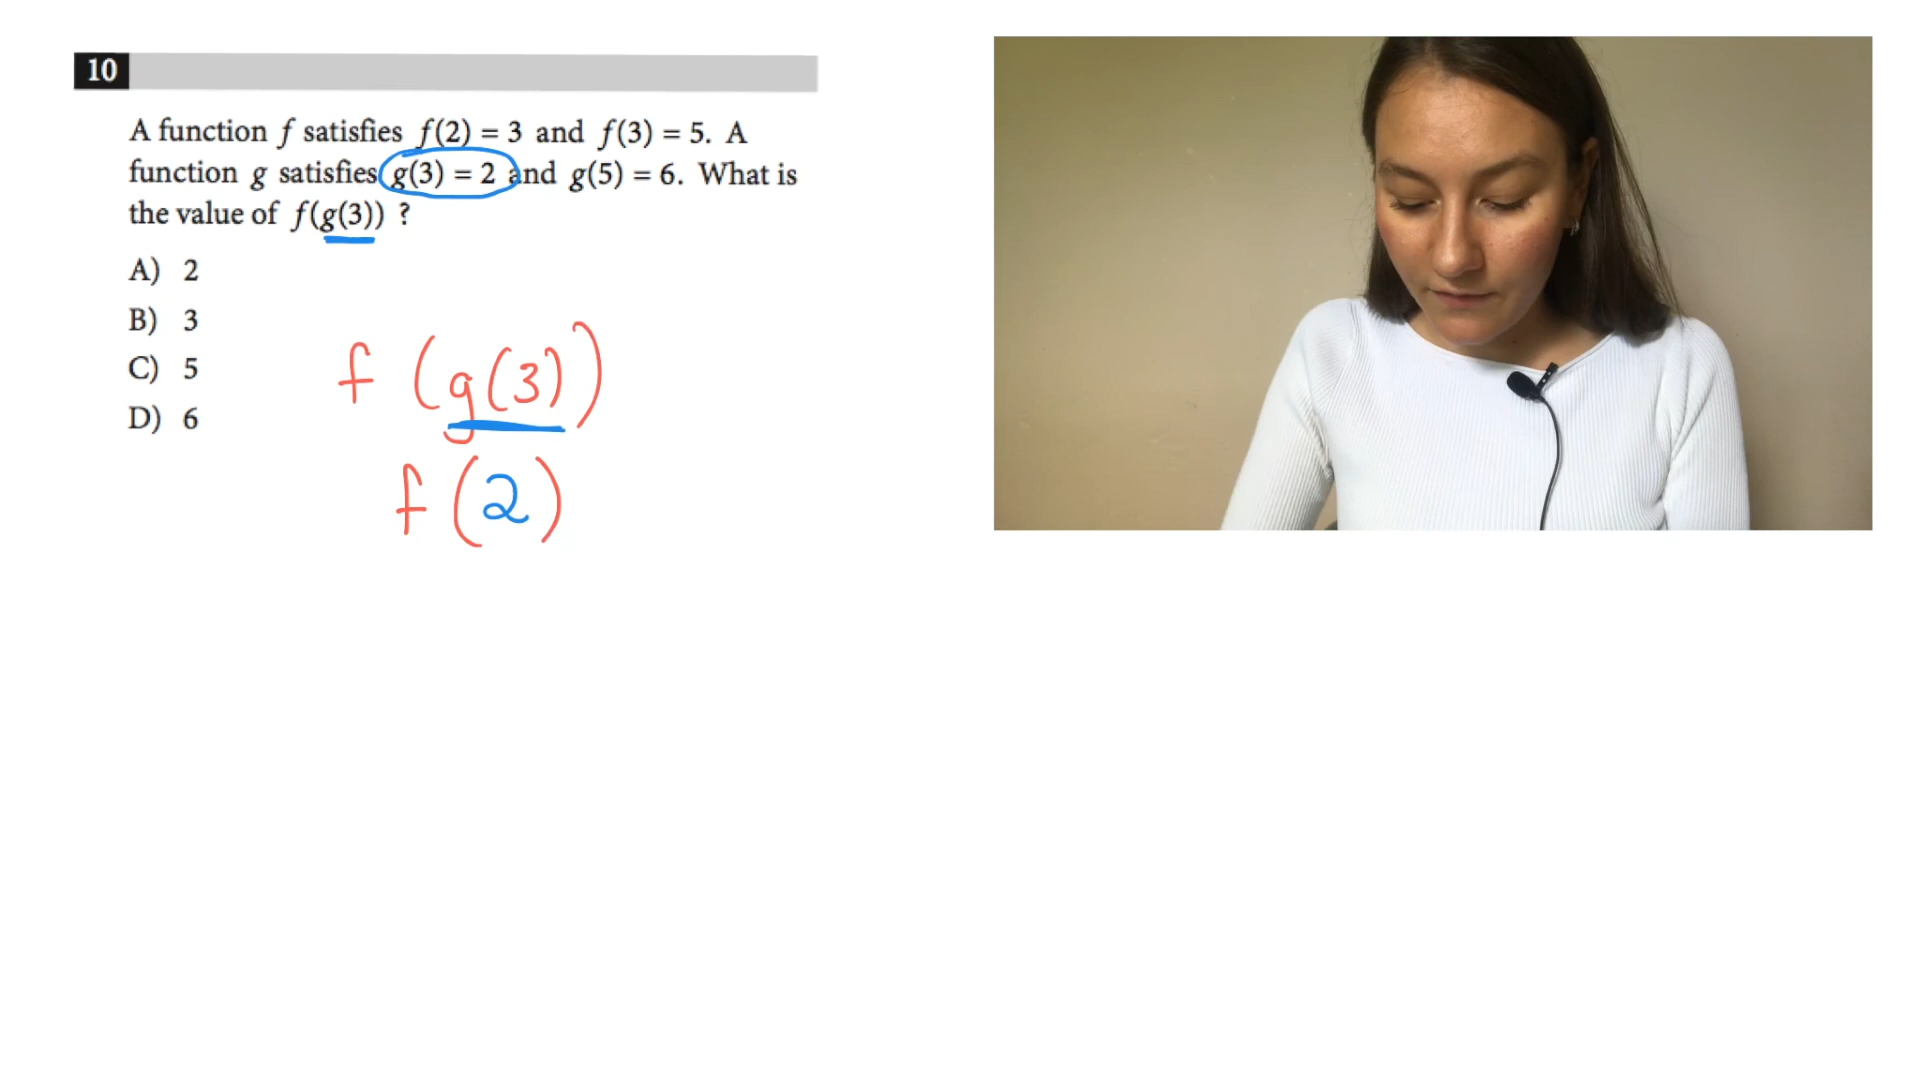 10
A function f satisfies f(2) = 3 and f(3) = 5. A
function g satisfies g(3) = 2 and g(5) = 6. What is
the value of f(g(3)) ?
A) 2
B) 3
C) 5
D) 6
f (g(3))
f (2)